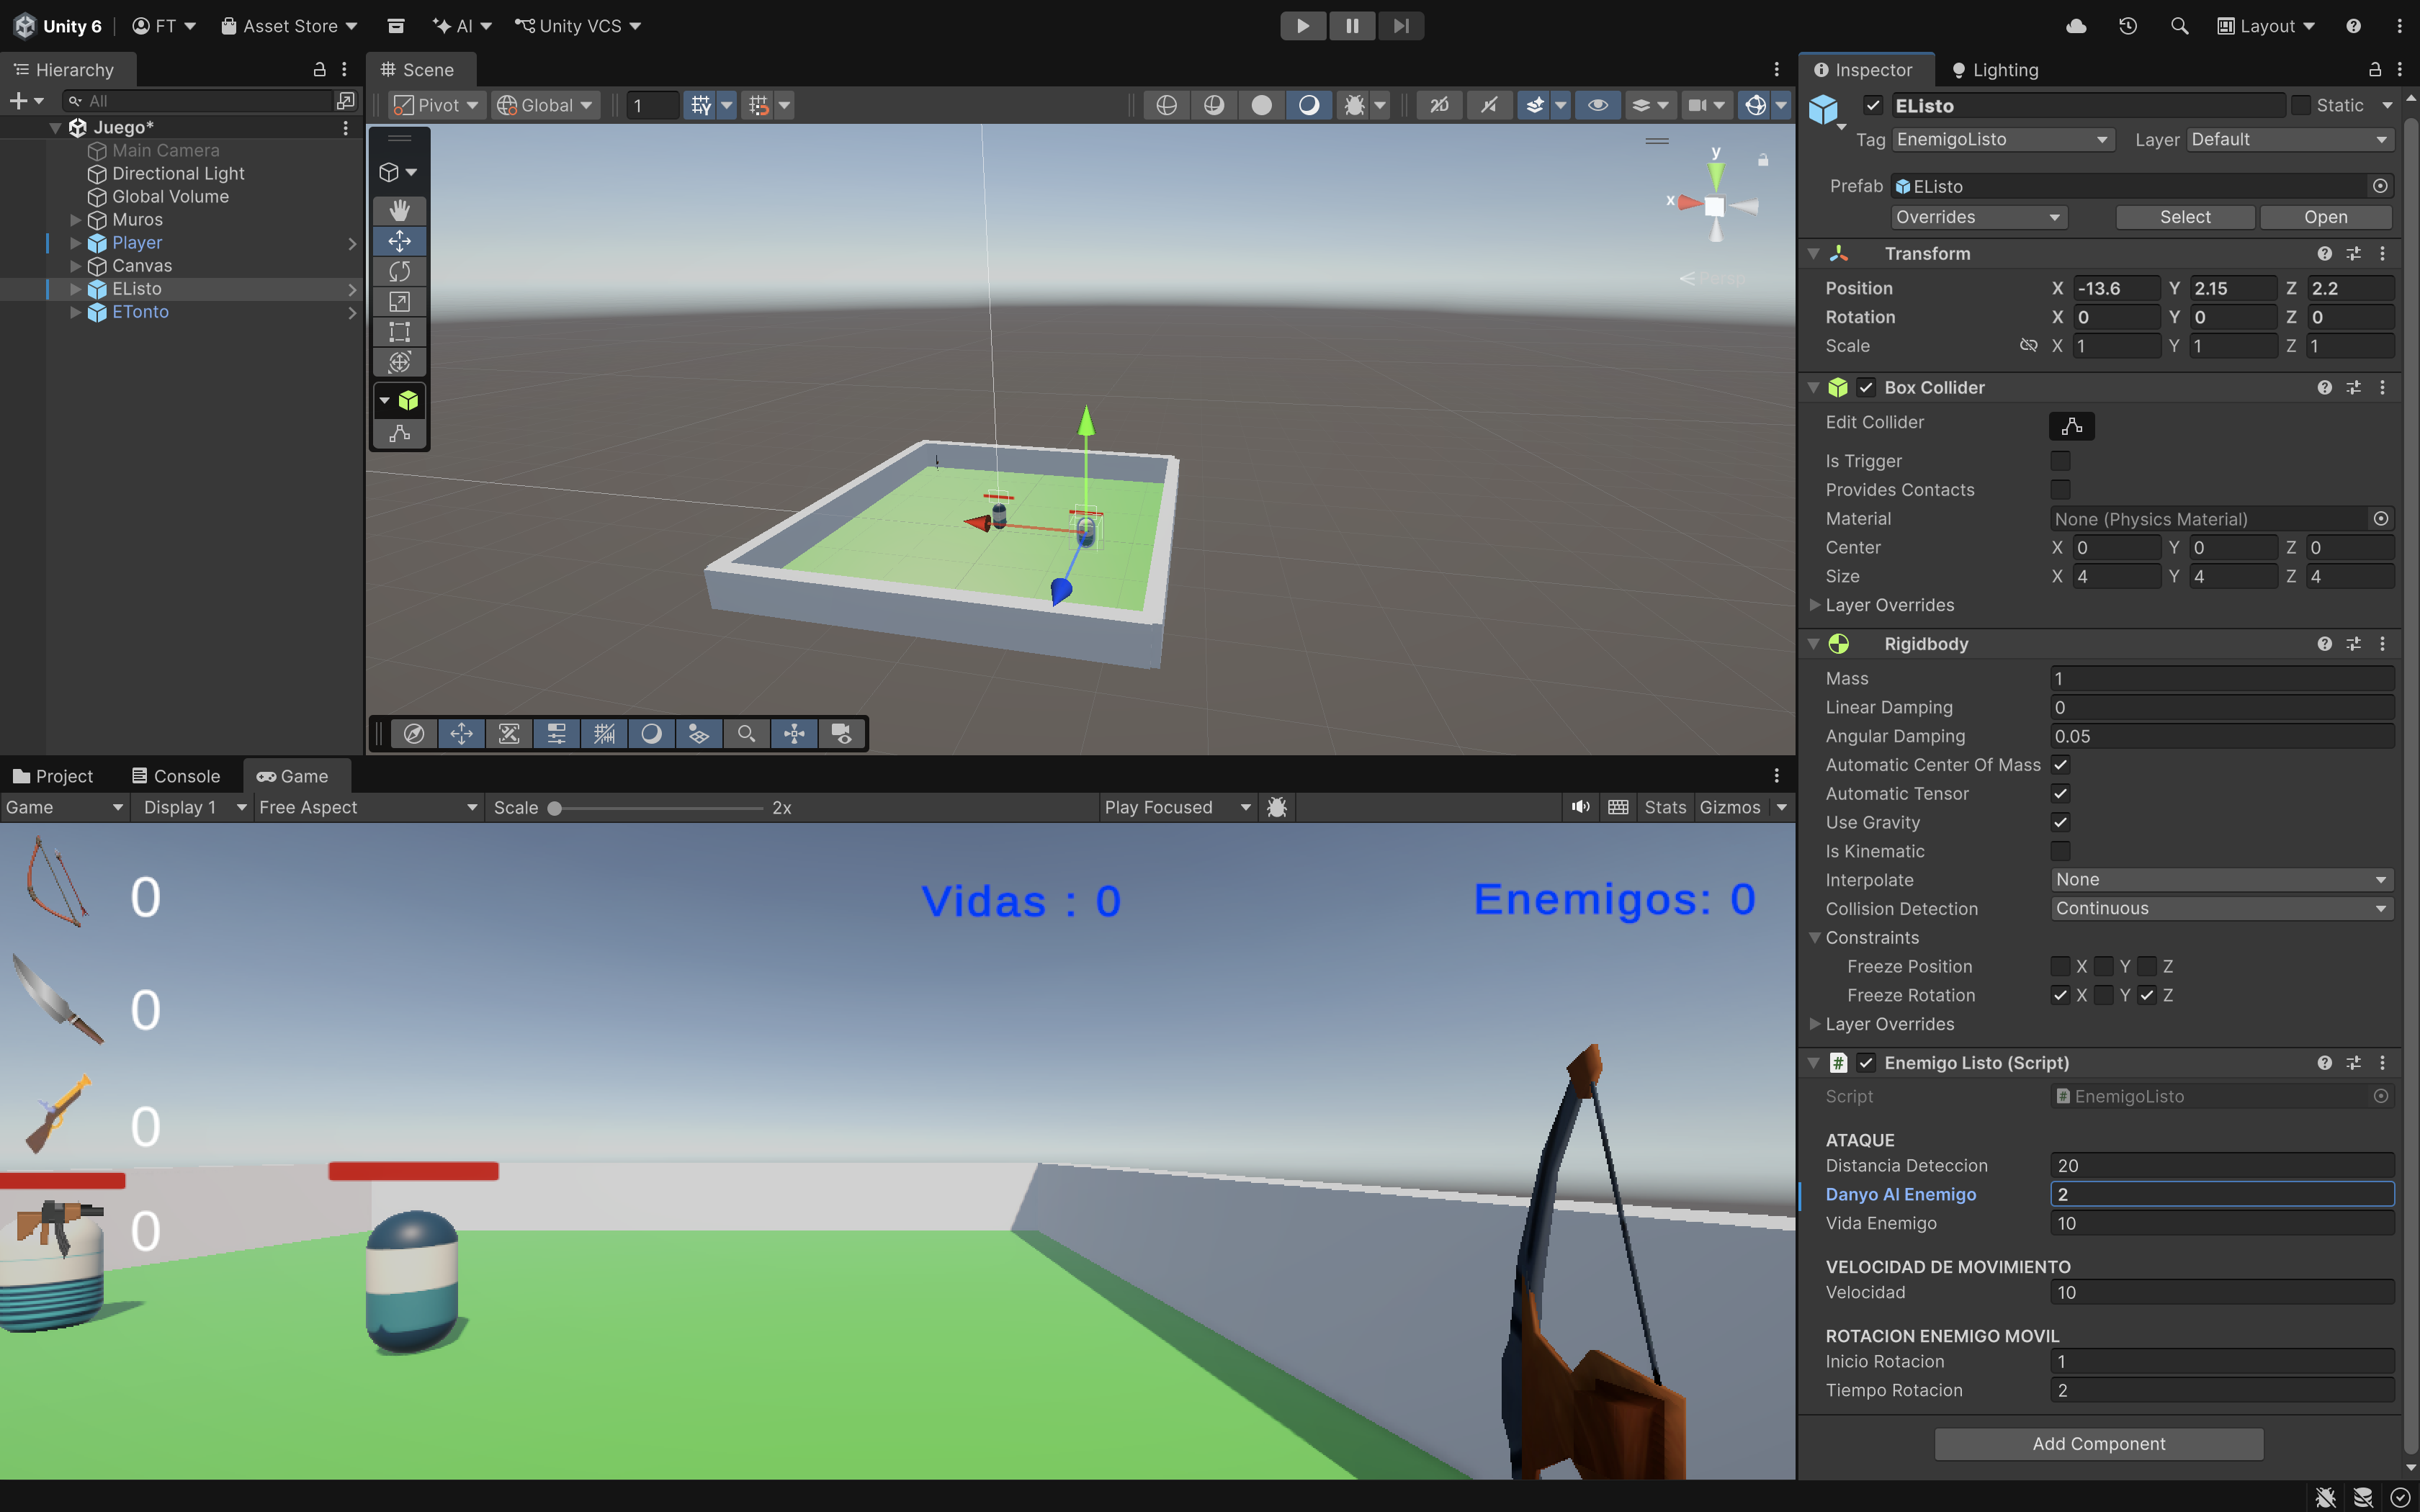 Unity 6
FT
Asset Store
AI
Unity VCS
Layout
Hierarchy
All
Juego*
Main Camera
Directional Light
Global Volume
Muros
Player
Canvas
EListo
ETonto
Scene
Pivot
Global
1
2D
y
x
Persp
Project
Console
Game
Game
Display 1
Free Aspect
Scale
2x
Play Focused
Stats
Gizmos
0
Vidas : 0
Enemigos: 0
0
0
0
Inspector
Lighting
EListo
Static
Tag
EnemigoListo
Layer
Default
Prefab
EListo
Overrides
Select
Open
Transform
Position X -13.6 Y 2.15 Z 2.2
Rotation X 0 Y 0 Z 0
Scale X 1 Y 1 Z 1
Box Collider
Edit Collider
Is Trigger
Provides Contacts
Material None (Physics Material)
Center X 0 Y 0 Z 0
Size X 4 Y 4 Z 4
Layer Overrides
Rigidbody
Mass 1
Linear Damping 0
Angular Damping 0.05
Automatic Center Of Mass
Automatic Tensor
Use Gravity
Is Kinematic
Interpolate None
Collision Detection Continuous
Constraints
Freeze Position X Y Z
Freeze Rotation X Y Z
Layer Overrides
# Enemigo Listo (Script)
Script # EnemigoListo
ATAQUE
Distancia Deteccion 20
Danyo Al Enemigo 2
Vida Enemigo 10
VELOCIDAD DE MOVIMIENTO
Velocidad 10
ROTACION ENEMIGO MOVIL
Inicio Rotacion 1
Tiempo Rotacion 2
Add Component